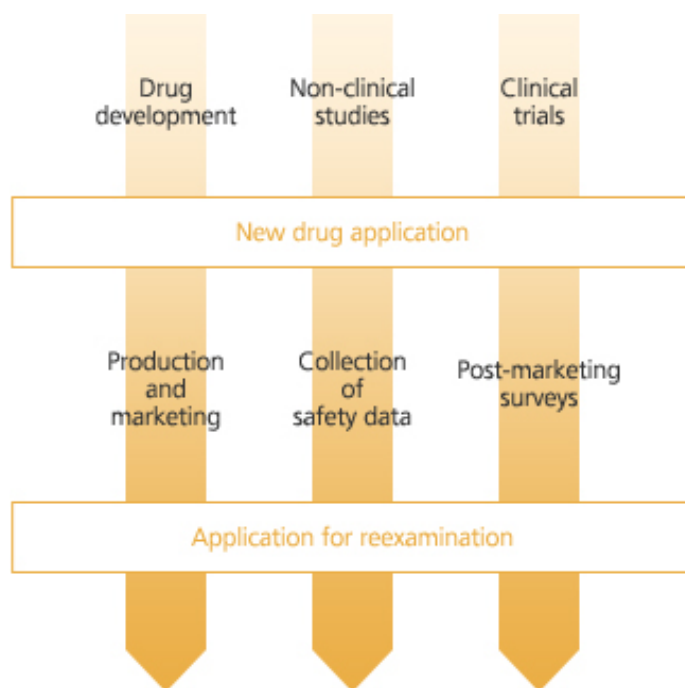 Drug
development
Non-clinical
studies
Clinical
trials
New drug application
Production
and
marketing
Collection
of
safety data
Post-marketing
surveys
Application for reexamination